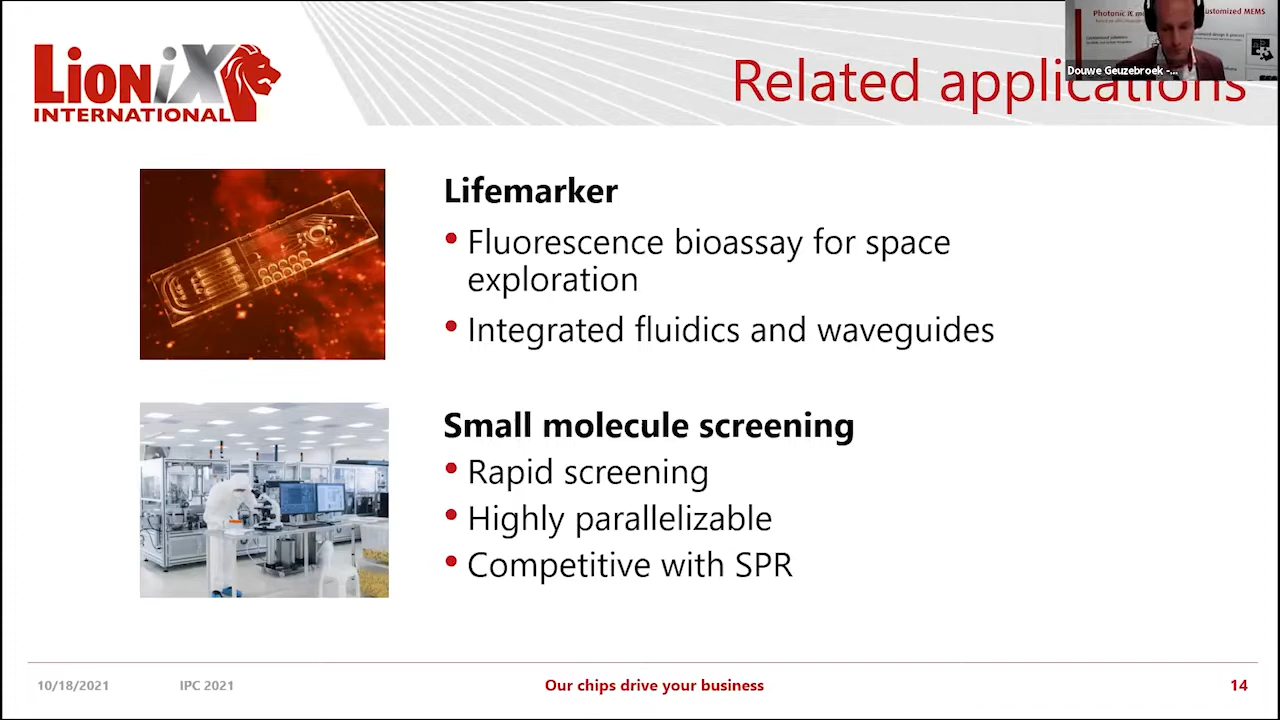 LioniX
INTERNATIONAL
Related applications
Douwe Geuzebroek -...
Lifemarker
• Fluorescence bioassay for space
exploration
• Integrated fluidics and waveguides
Small molecule screening
• Rapid screening
• Highly parallelizable
• Competitive with SPR
10/18/2021
IPC 2021
Our chips drive your business
14